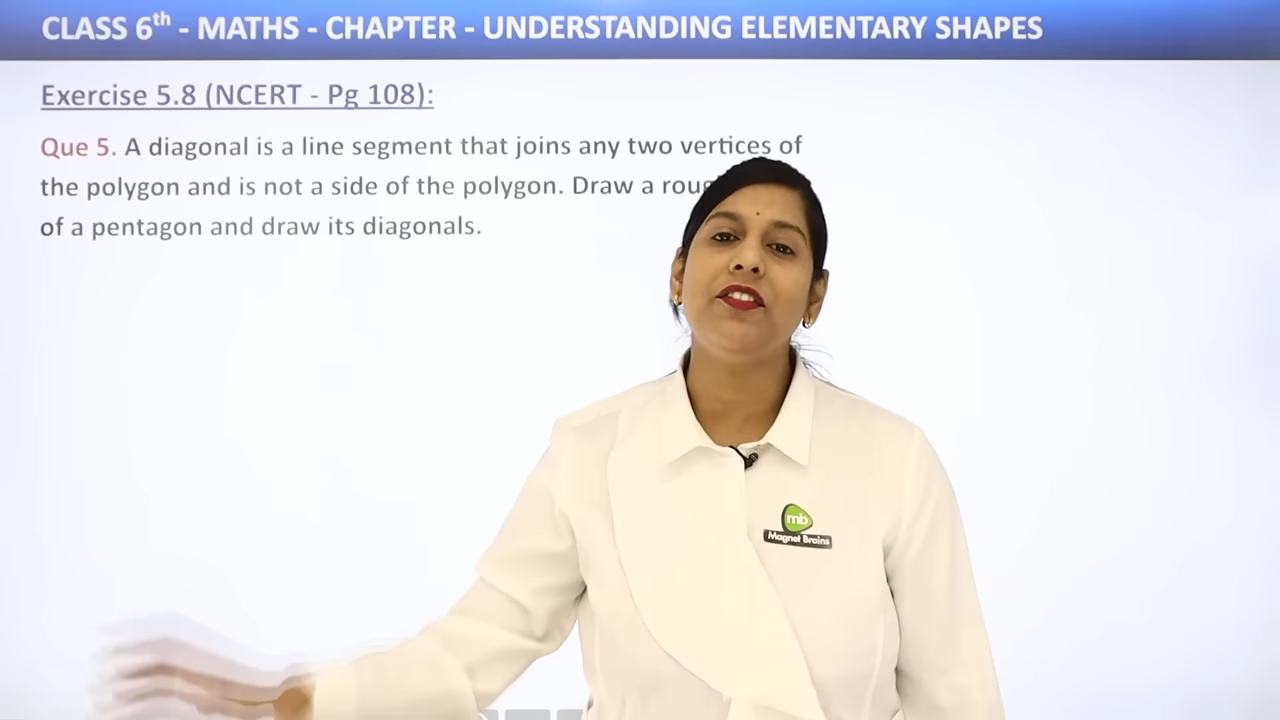 CLASS 6th - MATHS - CHAPTER - UNDERSTANDING ELEMENTARY SHAPES
Exercise 5.8 (NCERT - Pg 108):
Que 5. A diagonal is a line segment that joins any two vertices of
the polygon and is not a side of the polygon. Draw a
of a pentagon and draw its diagonals.
mb
Magnet Brains